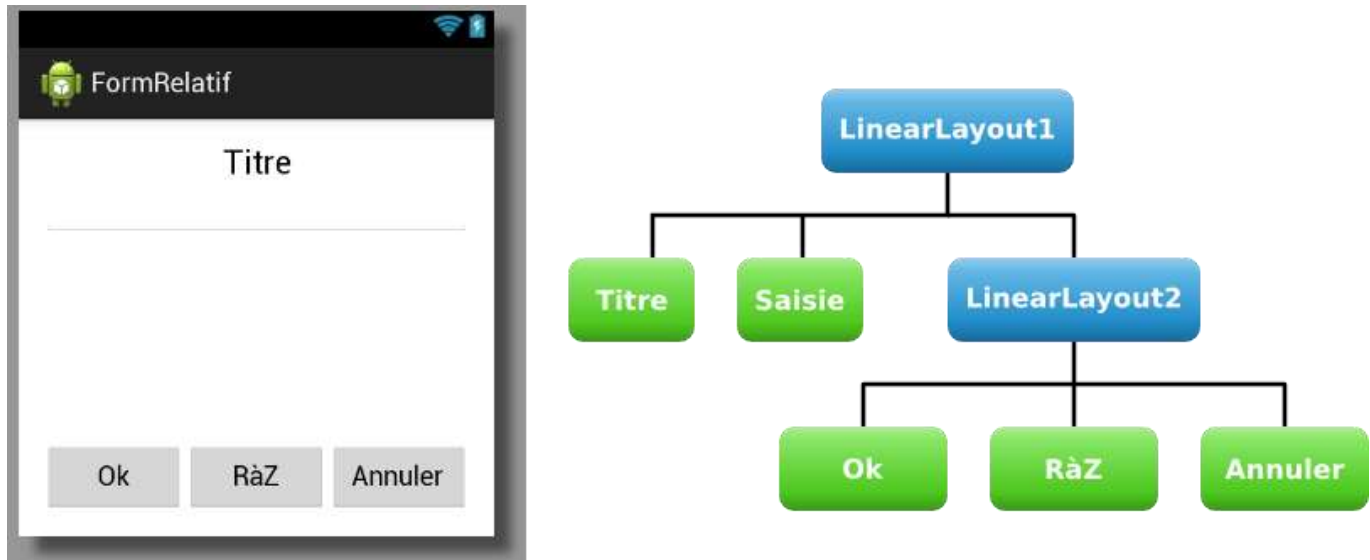 FormRelatif
Titre
Ok RàZ Annuler
LinearLayout1
Titre Saisie LinearLayout2
Ok RàZ Annuler